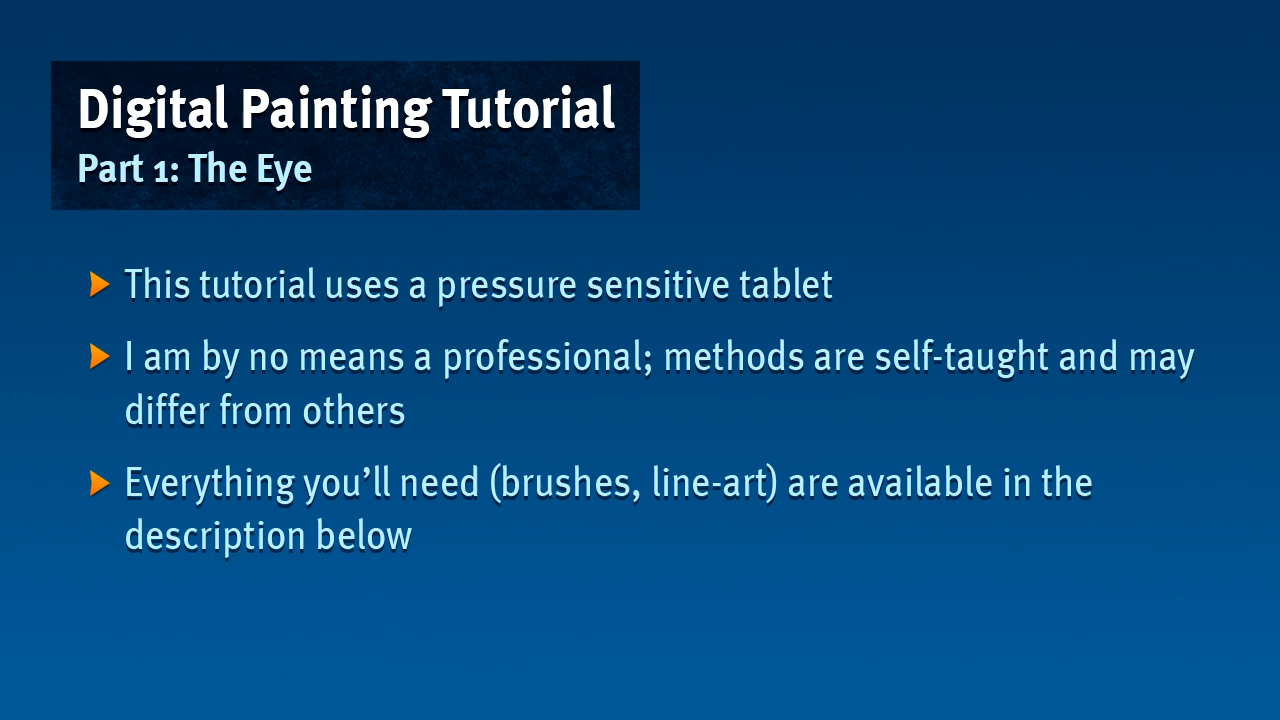 Digital Painting Tutorial
Part 1: The Eye
This tutorial uses a pressure sensitive tablet
I am by no means a professional; methods are self-taught and may
differ from others
Everything you’ll need (brushes, line-art) are available in the
description below